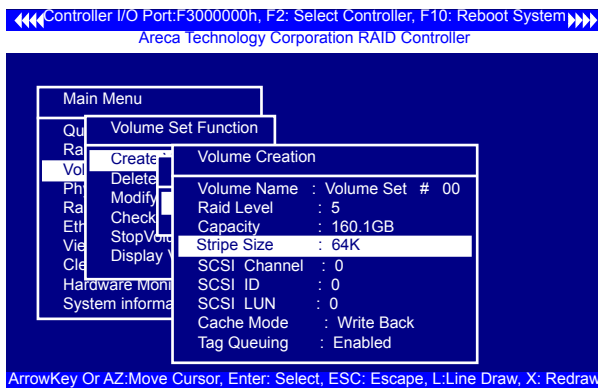 Controller I/O Port:F3000000h, F2: Select Controller, F10: Reboot System
Areca Technology Corporation RAID Controller
Main Menu
Volume Set Function
Volume Creation
Create
Delete
Modify
Check
Display
Hardware
System
Volume Name : Volume Set # 00
Raid Level : 5
Capacity : 160.1GB
Stripe Size : 64K
SCSI Channel : 0
SCSI ID : 0
SCSI LUN : 0
Cache Mode : Write Back
Tag Queuing : Enabled
ArrowKey Or AZ:Move Cursor, Enter: Select, ESC: Escape, L:Line Draw, X: Redraw